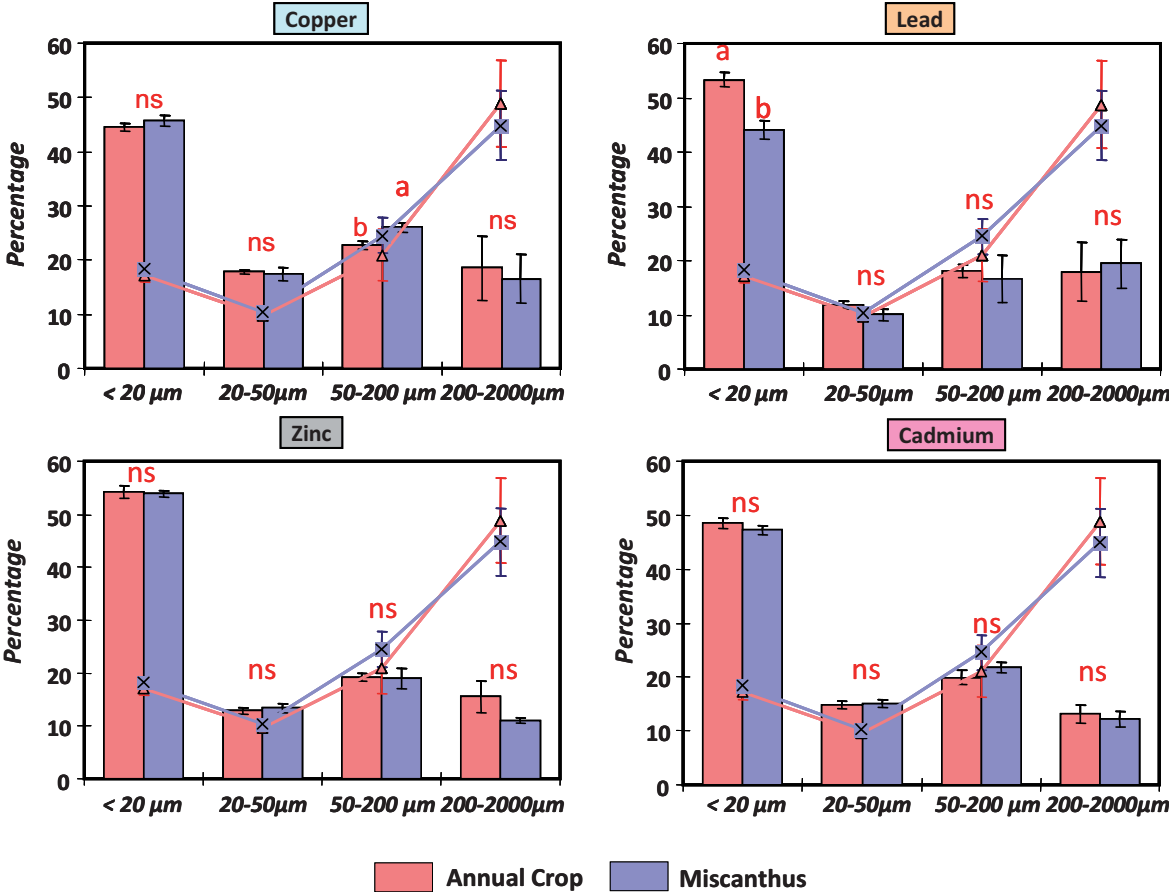 Copper
60
50
40
30
20
10
0
Percentage
ns
ns
b
a
ns
< 20 µm 20-50µm 50-200 µm 200-2000µm
Lead
60
50
40
30
20
10
0
Percentage
a
b
ns
ns
ns
< 20 µm 20-50µm 50-200 µm 200-2000µm
Zinc
60
50
40
30
20
10
0
Percentage
ns
ns
ns
ns
< 20 µm 20-50µm 50-200 µm 200-2000µm
Cadmium
60
50
40
30
20
10
0
Percentage
ns
ns
ns
ns
< 20 µm 20-50µm 50-200 µm 200-2000µm
Annual Crop Miscanthus